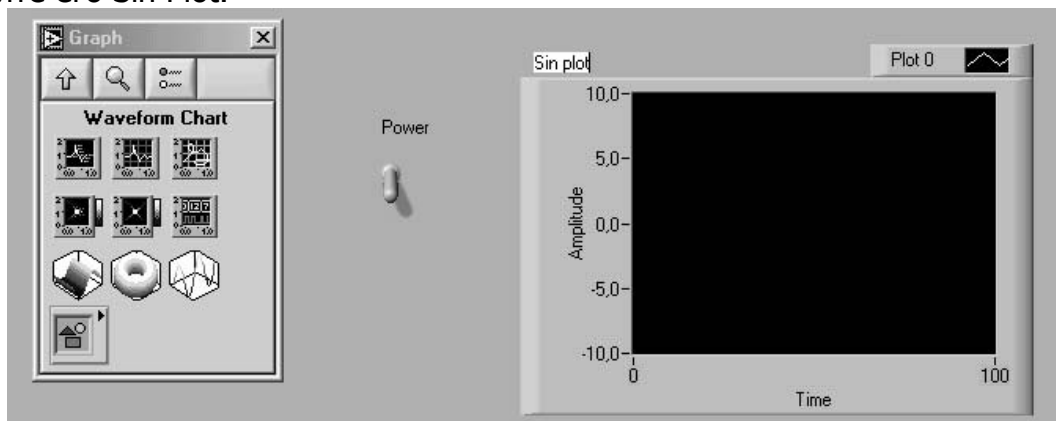 Sin Plot.
Graph
Waveform Chart
Power
Sin plot
Plot 0
10,0
5,0
0,0
-5,0
-10,0
Amplitude
0
100
Time